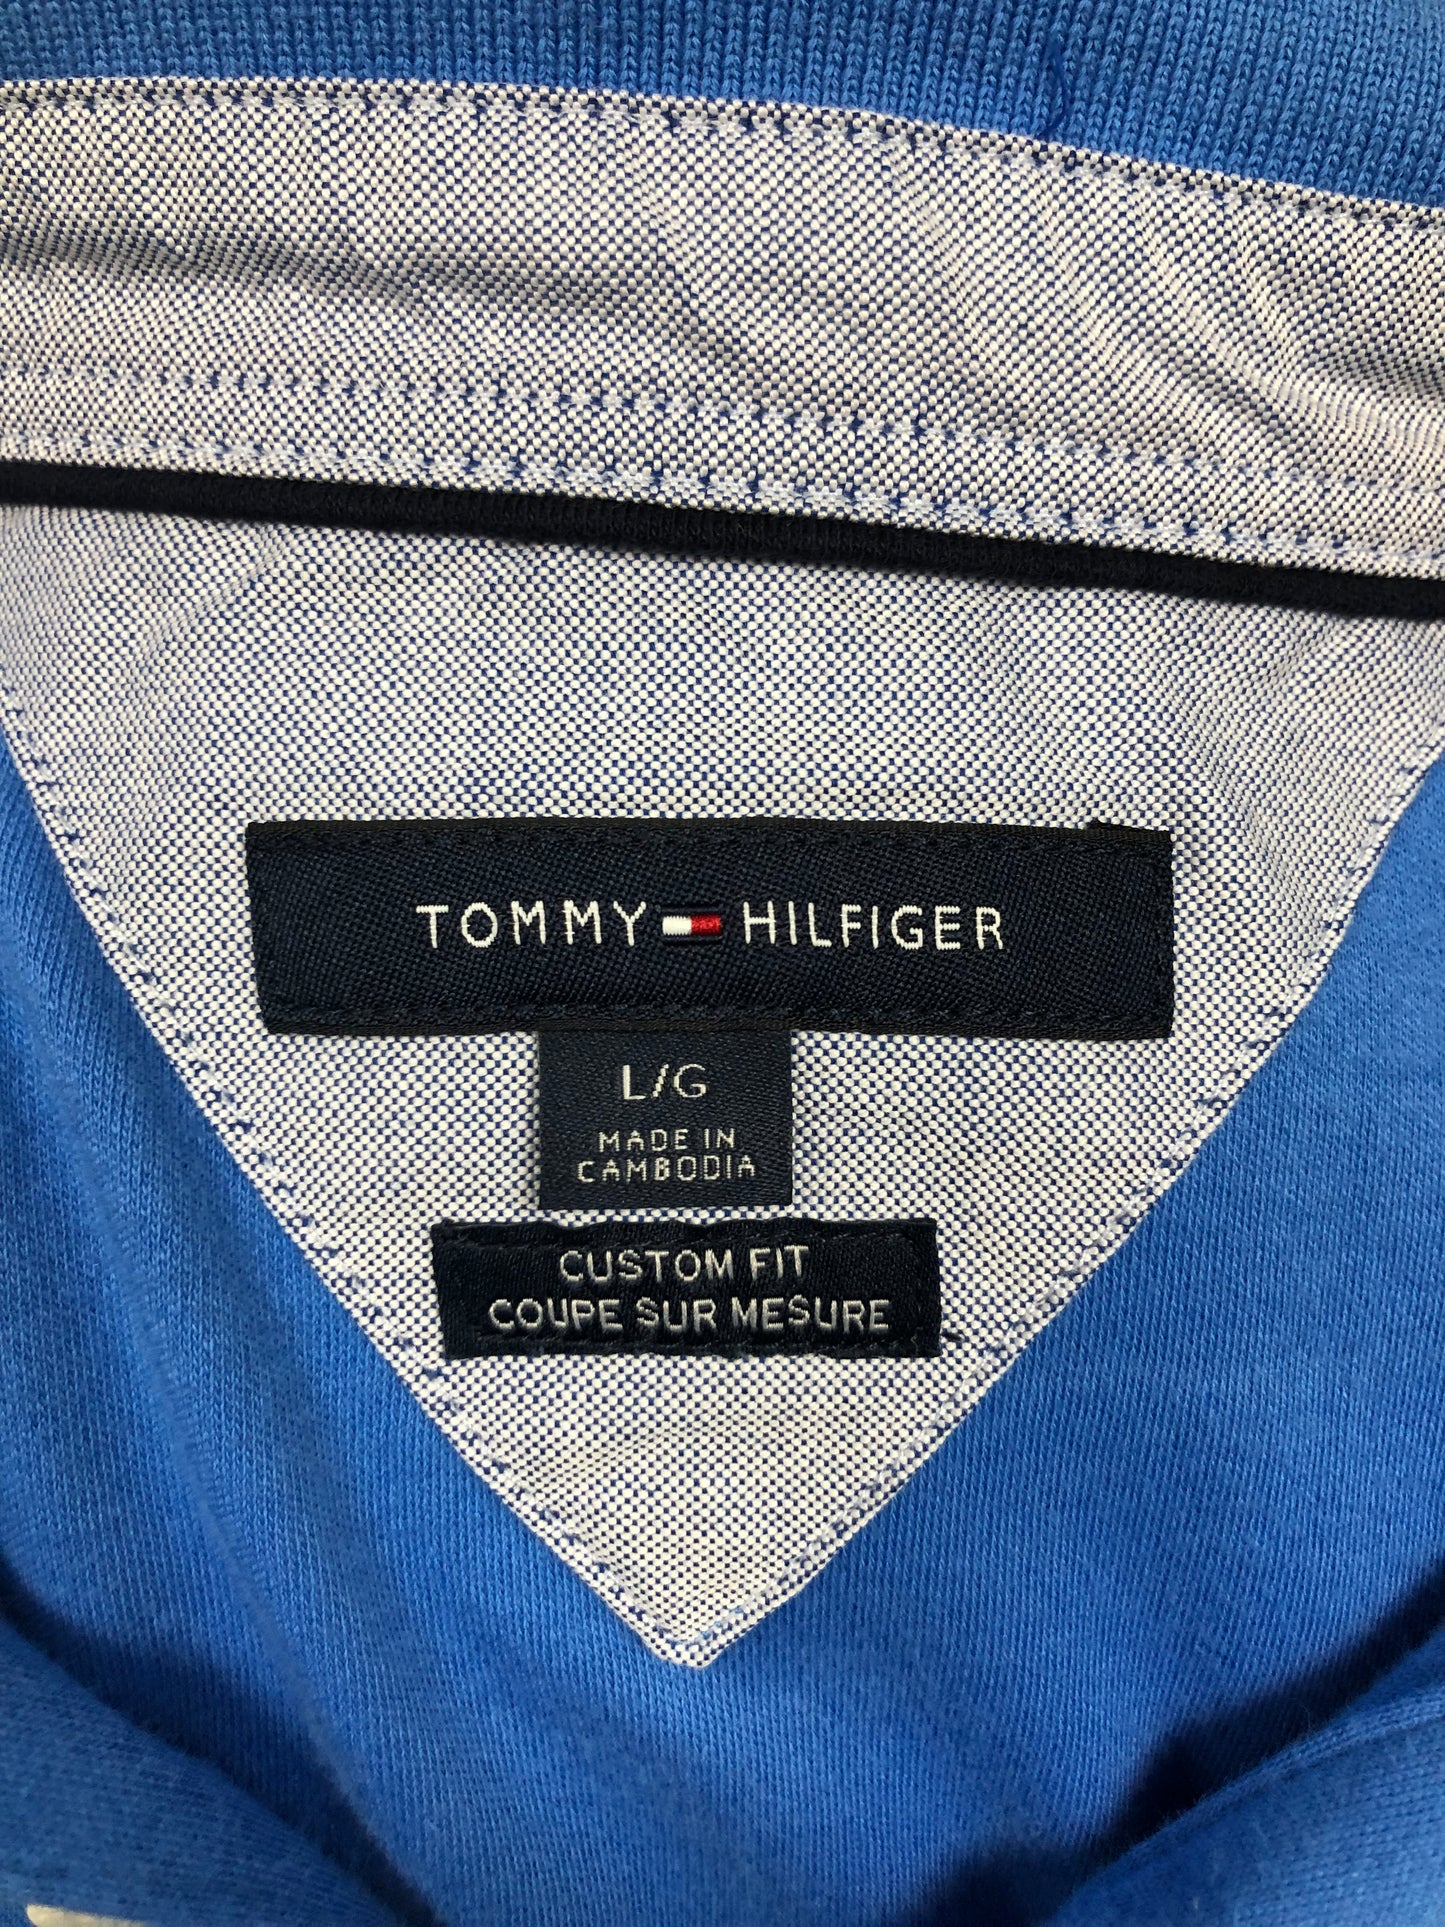 TOMMY HILFIGER
L/G
MADE IN
CAMBODIA
CUSTOM FIT
COUPE SUR MESURE